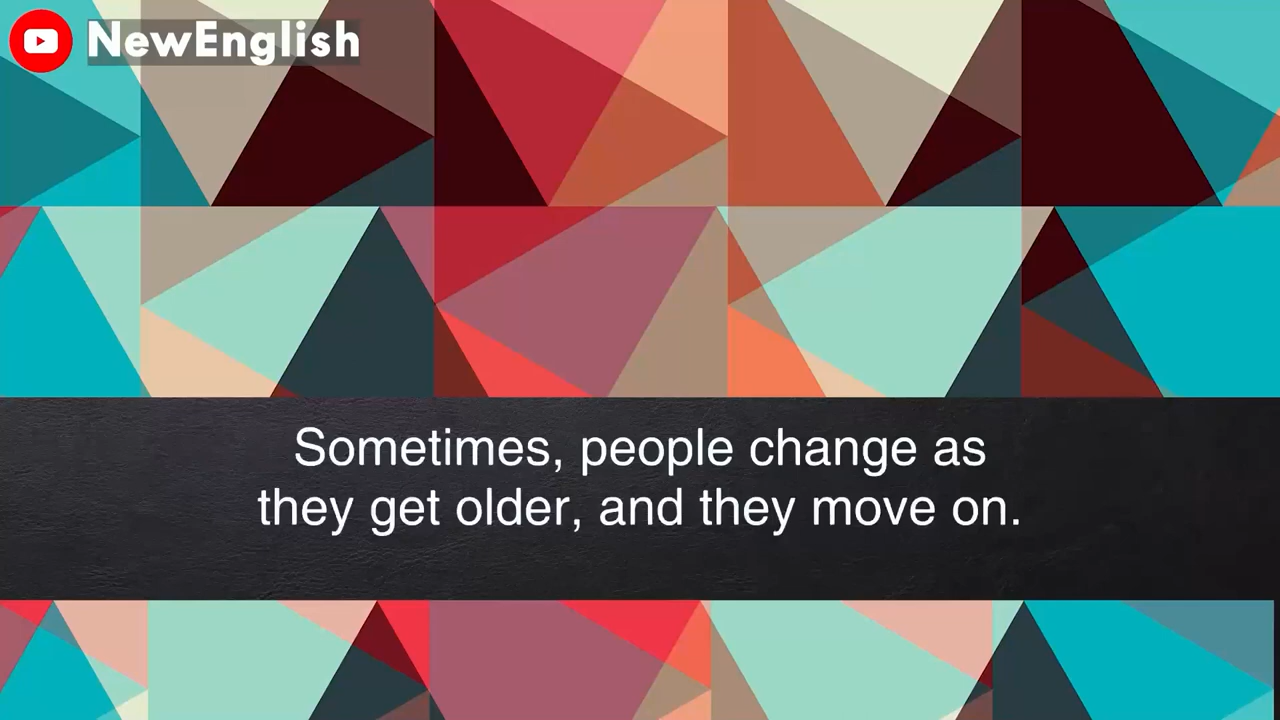 NewEnglish
Sometimes, people change as
they get older, and they move on.